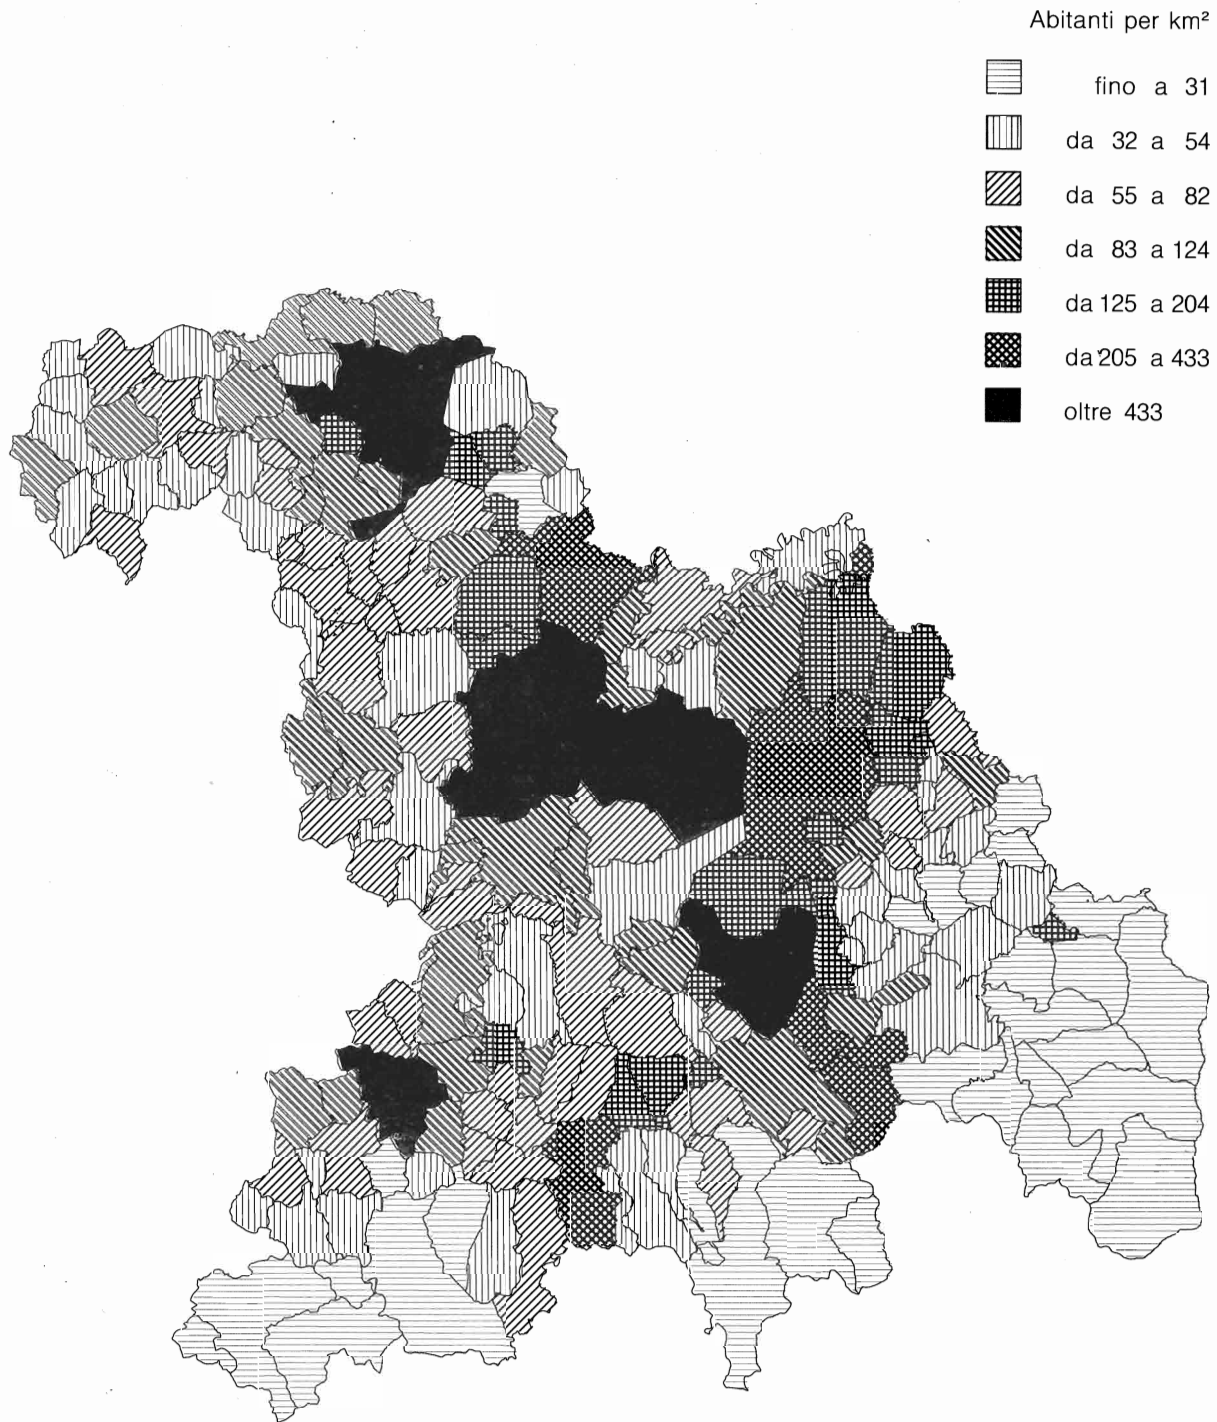 Abitanti per km²
fino a 31
da 32 a 54
da 55 a 82
da 83 a 124
da 125 a 204
da 205 a 433
oltre 433